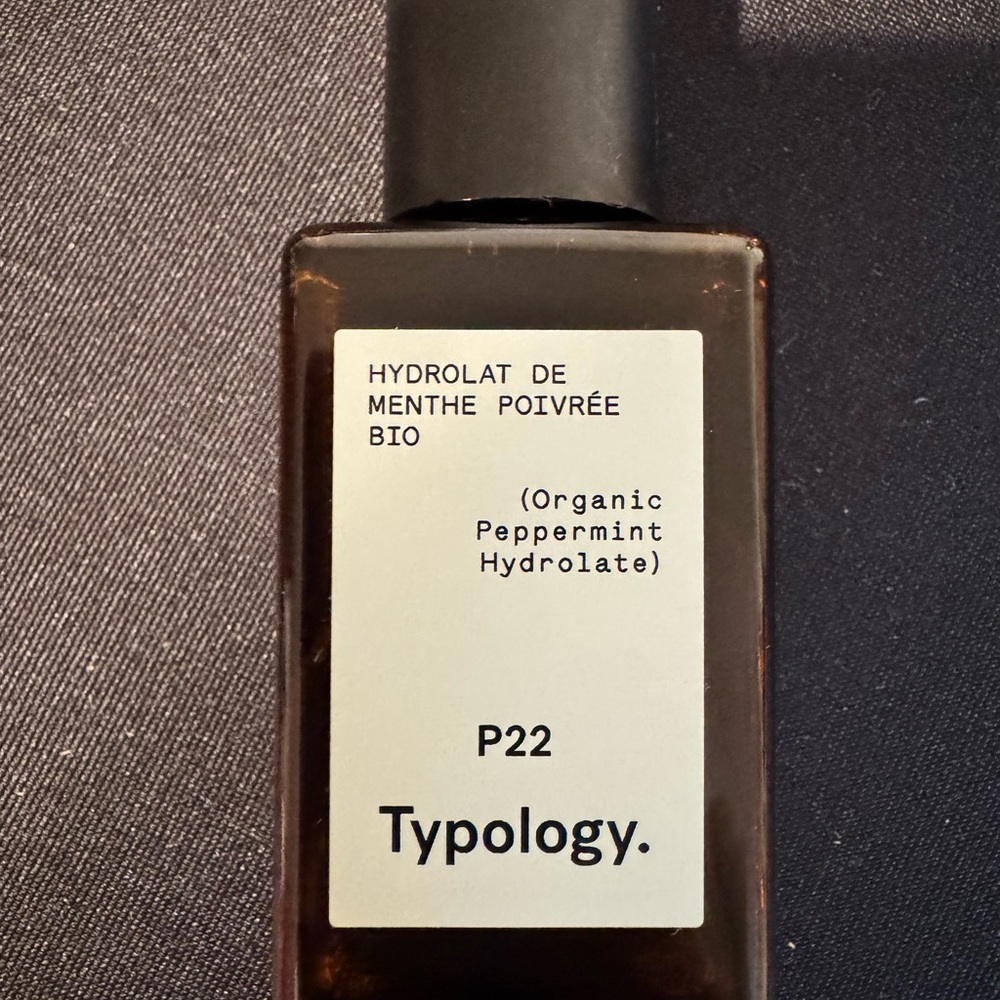 HYDROLAT DE
MENTHE POIVRÉE
BIO
(Organic
Peppermint
Hydrolate)
P22
Typology.